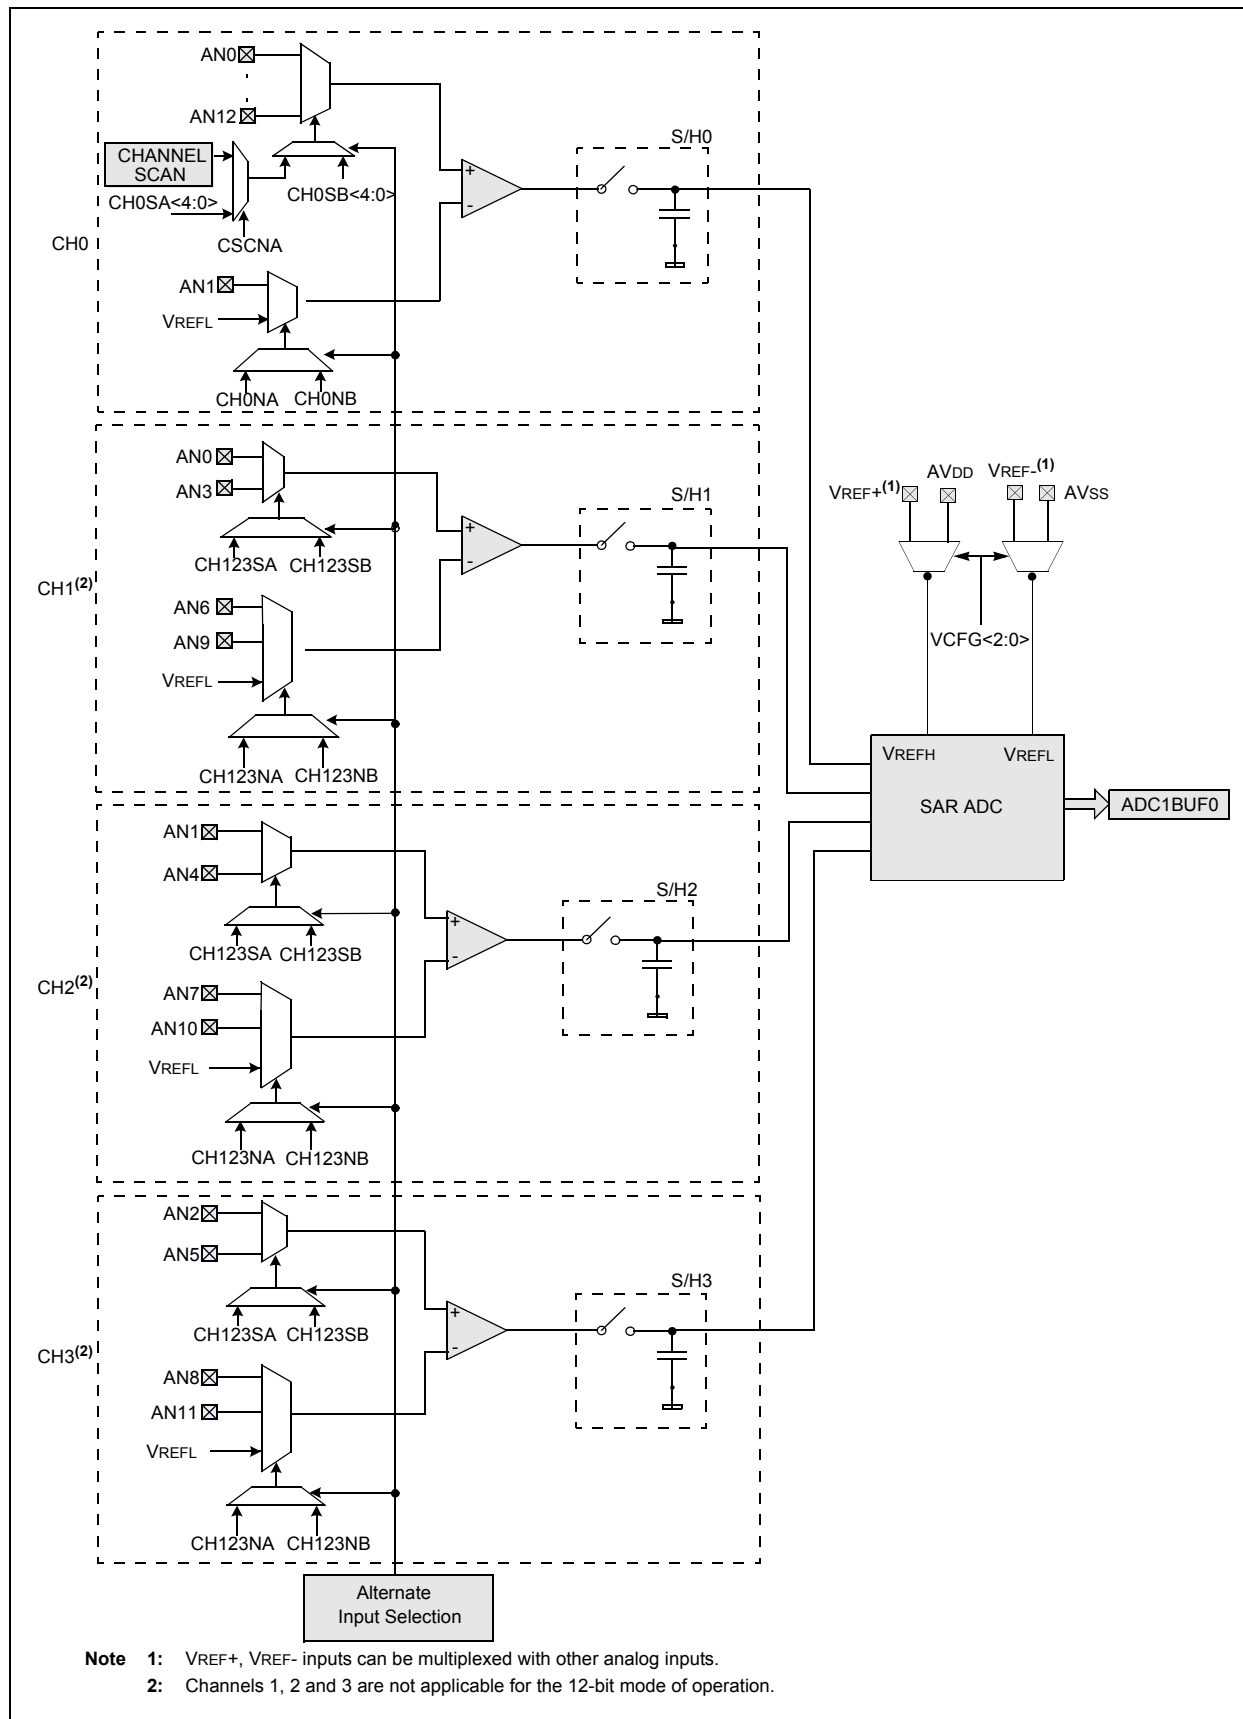 AN0
AN12
CHANNEL
SCAN
CH0SA<4:0>
CH0SB<4:0>
CSCNA
CH0
AN1
VREFL
CH0NA
CH0NB
+
-
S/H0
AN0
AN3
CH123SA
CH123SB
CH1(2)
AN6
AN9
VREFL
CH123NA
CH123NB
+
-
S/H1
VREF+(1)
AVDD
VREF-(1)
AVSS
VCFG<2:0>
VREFH
VREFL
SAR ADC
ADC1BUF0
AN1
AN4
CH123SA
CH123SB
CH2(2)
AN7
AN10
VREFL
CH123NA
CH123NB
+
-
S/H2
AN2
AN5
CH123SA
CH123SB
CH3(2)
AN8
AN11
VREFL
CH123NA
CH123NB
+
-
S/H3
Alternate
Input Selection
Note 1: VREF+, VREF- inputs can be multiplexed with other analog inputs.
2: Channels 1, 2 and 3 are not applicable for the 12-bit mode of operation.